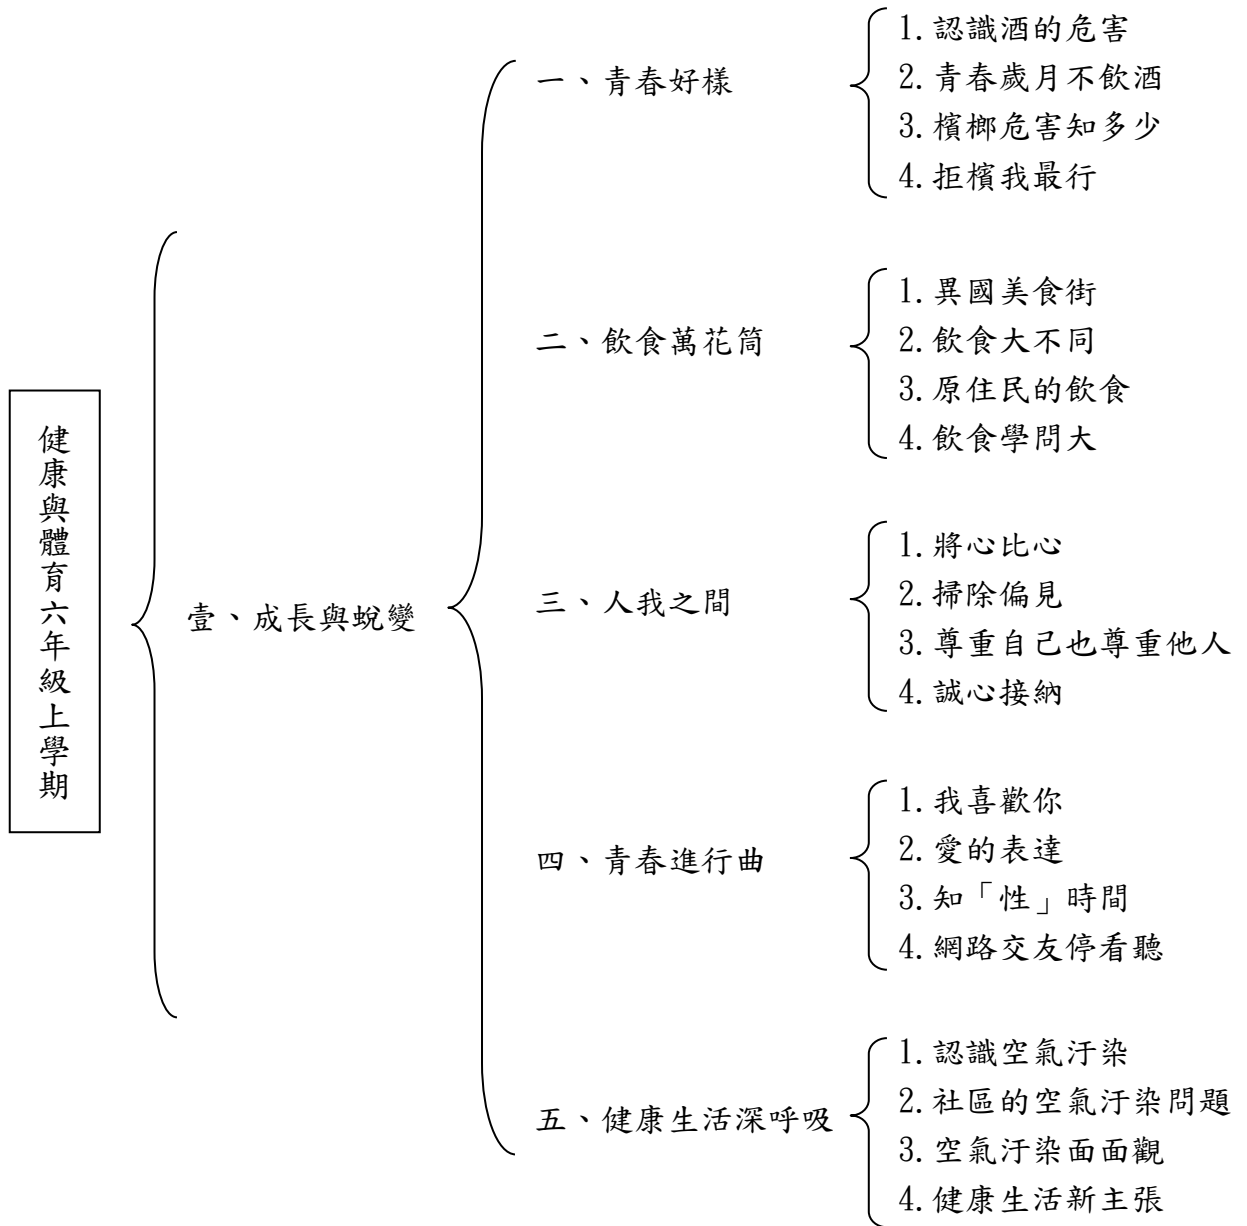 健康與體育六年級上學期
壹、成長與蛻變
一、青春好樣
1.認識酒的危害
2.青春歲月不飲酒
3.檳榔危害知多少
4.拒檳我最行
二、飲食萬花筒
1.異國美食街
2.飲食大不同
3.原住民的飲食
4.飲食學問大
三、人我之間
1.將心比心
2.掃除偏見
3.尊重自己也尊重他人
4.誠心接納
四、青春進行曲
1.我喜歡你
2.愛的表達
3.知「性」時間
4.網路交友停看聽
五、健康生活深呼吸
1.認識空氣汙染
2.社區的空氣汙染問題
3.空氣汙染面面觀
4.健康生活新主張